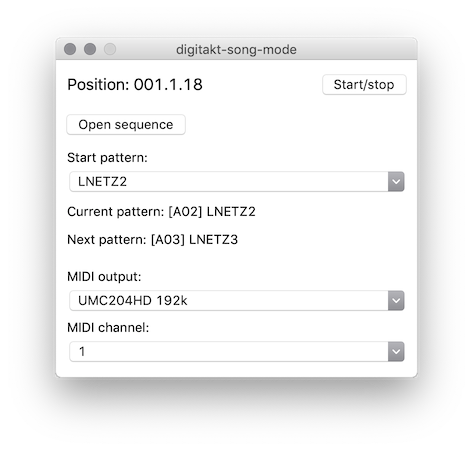 digitakt-song-mode
Position: 001.1.18
Start/stop
Open sequence
Start pattern:
LNETZ2
Current pattern: [A02] LNETZ2
Next pattern: [A03] LNETZ3
MIDI output:
UMC204HD 192k
MIDI channel:
1